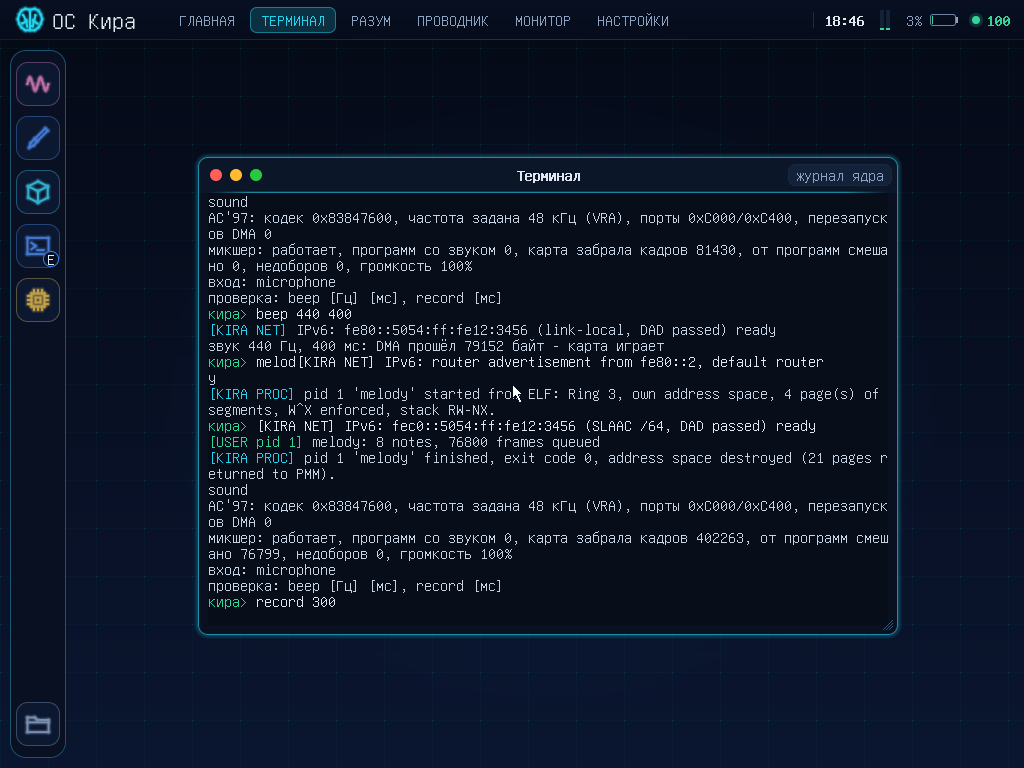 ОС Кира
ГЛАВНАЯ ТЕРМИНАЛ РАЗУМ ПРОВОДНИК МОНИТОР НАСТРОЙКИ
18:46 3% 100
Терминал
журнал ядра
sound
AC'97: кодек 0x83847600, частота задана 48 кГц (VRA), порты 0xC000/0xC400, перезапуск
ов DMA 0
микшер: работает, программ со звуком 0, карта забрала кадров 81430, от программ смеша
но 0, недоборов 0, громкость 100%
вход: microphone
проверка: beep [Гц] [мс], record [мс]
кира> beep 440 400
[KIRA NET] IPv6: fe80::5054:ff:fe12:3456 (link-local, DAD passed) ready
звук 440 Гц, 400 мс: DMA прошёл 79152 байт - карта играет
кира> melod[KIRA NET] IPv6: router advertisement from fe80::2, default router
y
[KIRA PROC] pid 1 'melody' started from ELF: Ring 3, own address space, 4 page(s) of
segments, W^X enforced, stack RW-NX.
кира> [KIRA NET] IPv6: fec0::5054:ff:fe12:3456 (SLAAC /64, DAD passed) ready
[USER pid 1] melody: 8 notes, 76800 frames queued
[KIRA PROC] pid 1 'melody' finished, exit code 0, address space destroyed (21 pages r
eturned to PMM).
sound
AC'97: кодек 0x83847600, частота задана 48 кГц (VRA), порты 0xC000/0xC400, перезапуск
ов DMA 0
микшер: работает, программ со звуком 0, карта забрала кадров 402263, от программ смеш
ано 76799, недоборов 0, громкость 100%
вход: microphone
проверка: beep [Гц] [мс], record [мс]
кира> record 300
E